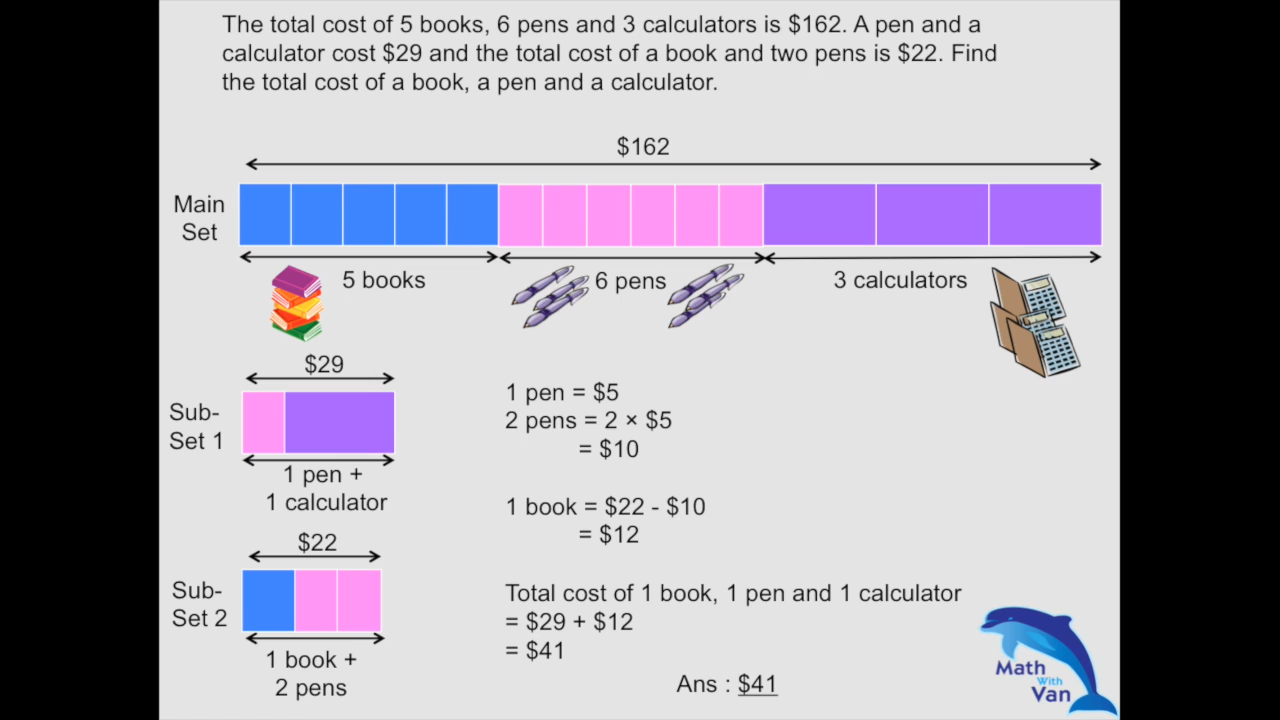 The total cost of 5 books, 6 pens and 3 calculators is $162. A pen and a
calculator cost $29 and the total cost of a book and two pens is $22. Find
the total cost of a book, a pen and a calculator.
$162
Main
Set
5 books
6 pens
3 calculators
$29
Sub-
Set 1
1 pen +
1 calculator
$22
Sub-
Set 2
1 book +
2 pens
1 pen = $5
2 pens = 2 × $5
= $10
1 book = $22 - $10
= $12
Total cost of 1 book, 1 pen and 1 calculator
= $29 + $12
= $41
Ans : $41
Math
With
Van